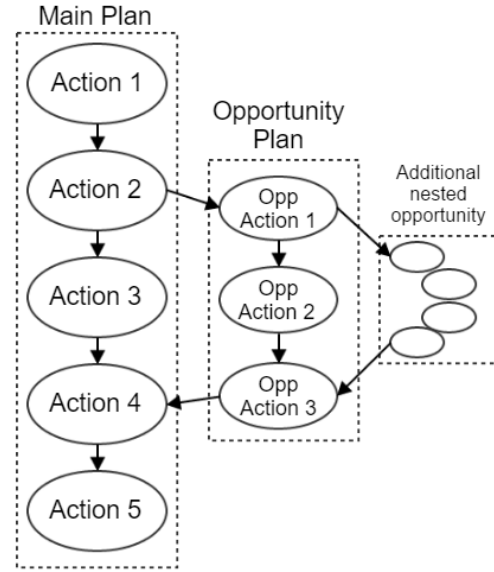 Main Plan
Action 1
Action 2
Action 3
Action 4
Action 5
Opportunity
Plan
Opp
Action 1
Opp
Action 2
Opp
Action 3
Additional
nested
opportunity